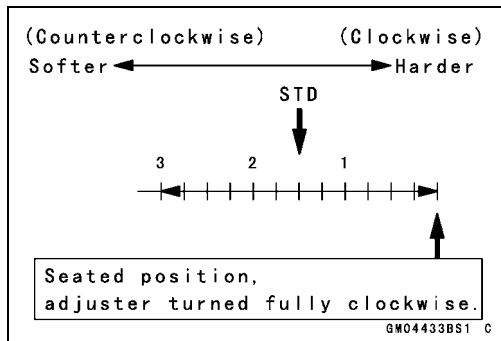 (Counterclockwise) (Clockwise)
Softer Harder
STD
3 2 1
Seated position,
adjuster turned fully clockwise.
GM04433BS1 C